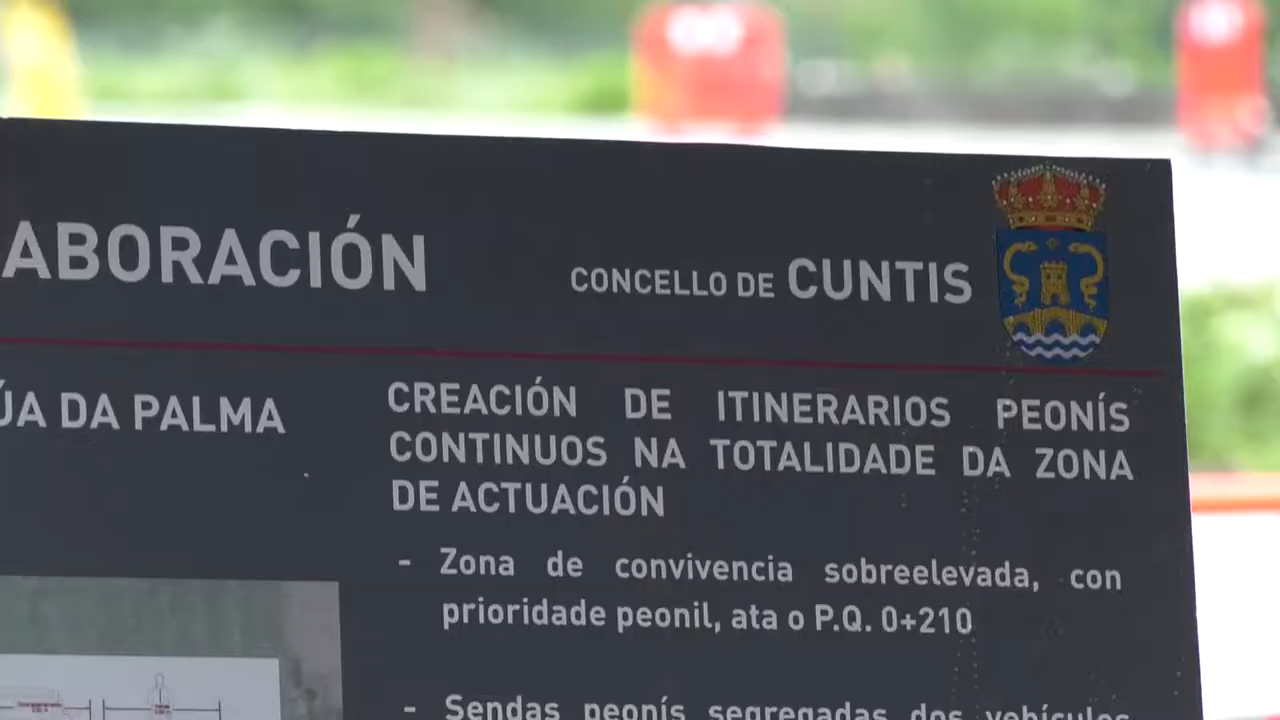 ABORACIÓN
CONCELLO DE CUNTIS
ÚA DA PALMA
CREACIÓN DE ITINERARIOS PEONÍS
CONTINUOS NA TOTALIDADE DA ZONA
DE ACTUACIÓN
- Zona de convivencia sobreelevada, con
prioridade peonil, ata o P.Q. 0+210
- Sendas peonís segregadas dos vehículos